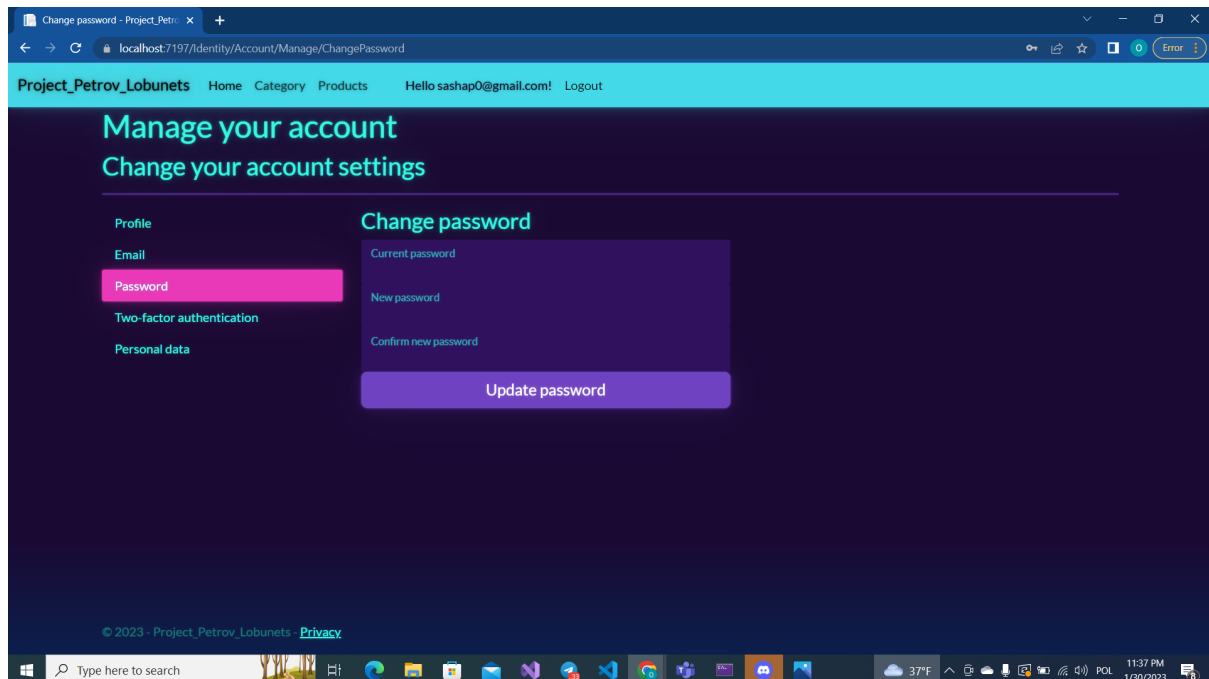 Change password - Project_Petro
localhost:7197/Identity/Account/Manage/ChangePassword
O
Error
Project_Petrov_Lobunets Home Category Products Hello sashap0@gmail.com! Logout
Manage your account
Change your account settings
Profile
Email
Password
Two-factor authentication
Personal data
Change password
Current password
New password
Confirm new password
Update password
© 2023 - Project_Petrov_Lobunets - Privacy
Type here to search
37°F
POL
11:37 PM
1/30/2023